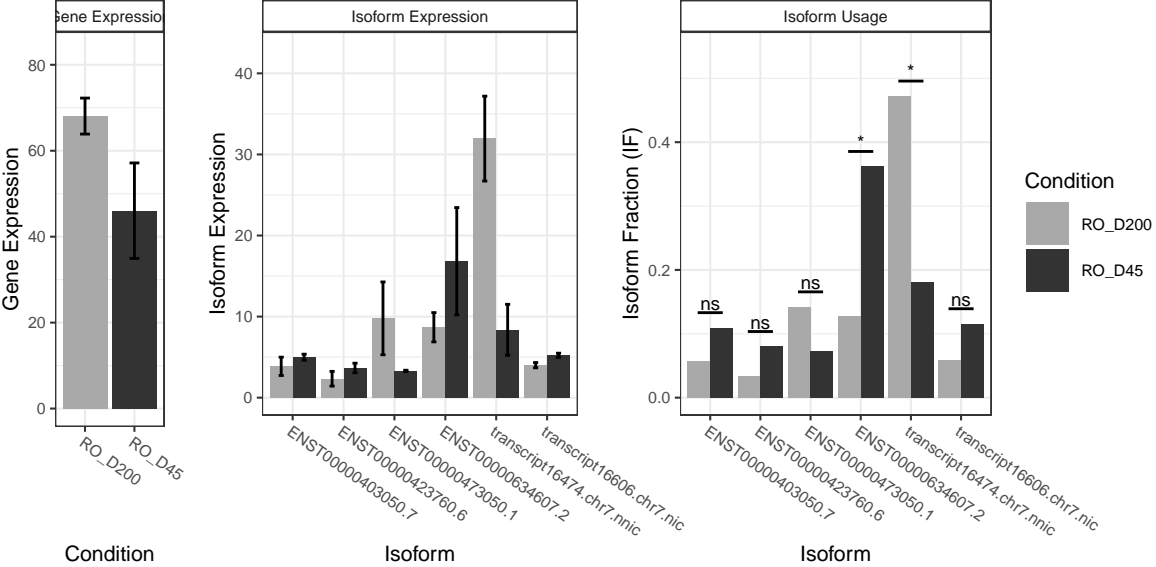 Gene Expression
Gene Expression
80
60
40
20
0
RO_D200
RO_D45
Condition
Isoform Expression
Isoform Expression
40
30
20
10
0
ENST00000403050.7
ENST00000423760.6
ENST00000473050.1
ENST00000634607.2
transcript16474.chr7.nnic
transcript16606.chr7.nic
Isoform
Isoform Usage
Isoform Fraction (IF)
0.4
0.2
0.0
ns
ns
ns
*
*
ns
ENST00000403050.7
ENST00000423760.6
ENST00000473050.1
ENST00000634607.2
transcript16474.chr7.nnic
transcript16606.chr7.nic
Isoform
Condition
RO_D200
RO_D45